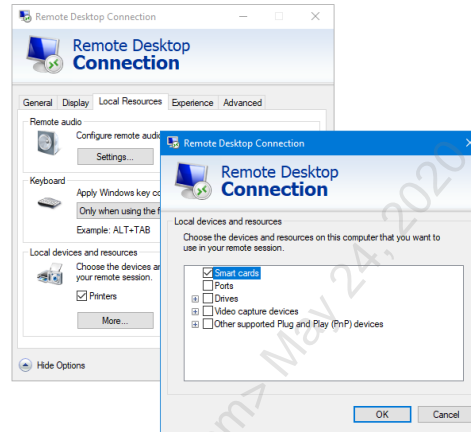 Remote Desktop Connection
Remote Desktop
Connection
General Display Local Resources Experience Advanced
Remote audio
Configure remote audio
Settings...
Keyboard
Apply Windows key
Only when using the
Example: ALT+TAB
Local devices and resources
Choose the devices
your remote session.
Printers
More...
Hide Options
Remote Desktop Connection
Remote Desktop
Connection
Local devices and resources
Choose the devices and resources on this computer that you want to
use in your remote session.
Smart cards
Ports
Drives
Video capture devices
Other supported Plug and Play (PnP) devices
OK Cancel
May 24, 2020